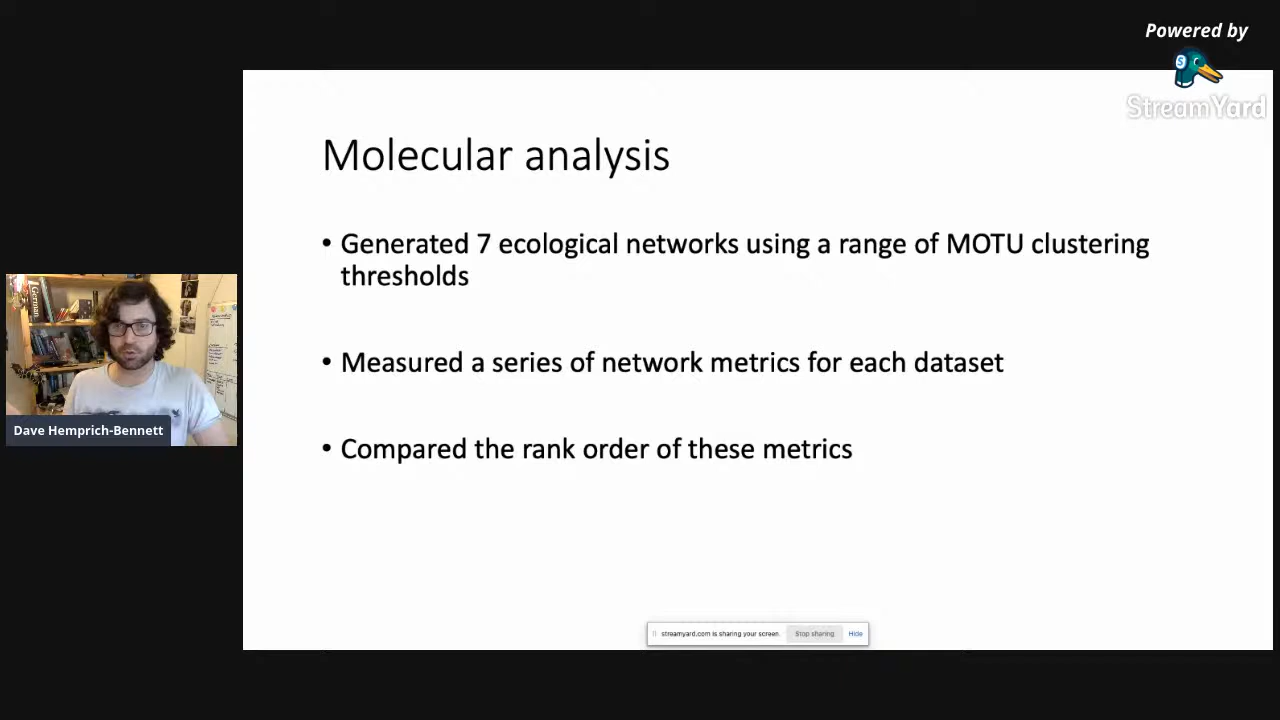 Powered by
StreamYard
Molecular analysis
• Generated 7 ecological networks using a range of MOTU clustering
thresholds
• Measured a series of network metrics for each dataset
• Compared the rank order of these metrics
German
Dave Hemprich-Bennett
streamyard.com is sharing your screen. Stop sharing Hide